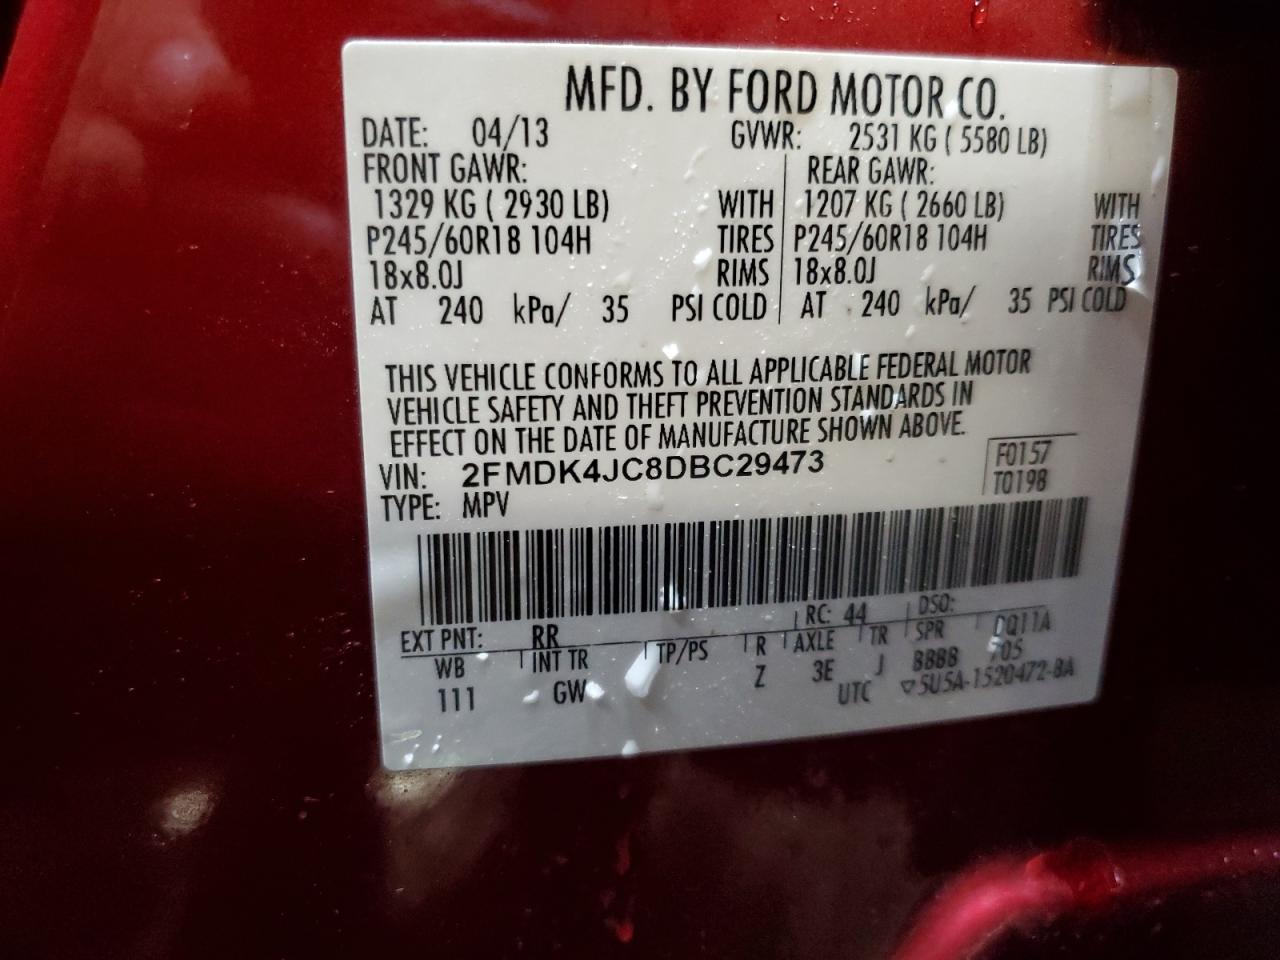 MFD. BY FORD MOTOR CO.
DATE: 04/13 GVWR: 2531 KG ( 5580 LB)
FRONT GAWR: REAR GAWR:
1329 KG ( 2930 LB) WITH 1207 KG ( 2660 LB) WITH
P245/60R18 104H TIRES P245/60R18 104H TIRES
18x8.0J RIMS 18x8.0J RIMS
AT 240 kPa/ 35 PSI COLD AT 240 kPa/ 35 PSI COLD
THIS VEHICLE CONFORMS TO ALL APPLICABLE FEDERAL MOTOR
VEHICLE SAFETY AND THEFT PREVENTION STANDARDS IN
EFFECT ON THE DATE OF MANUFACTURE SHOWN ABOVE.
VIN: 2FMDK4JC8DBC29473 F0157
TYPE: MPV T0198
EXT PNT: RR RC: 44 DSO:
WB INT TR TP/PS R AXLE TR SPR DQ11A
111 GW Z 3E J 8888 705
UTC ▽5U5A-1520472-BA